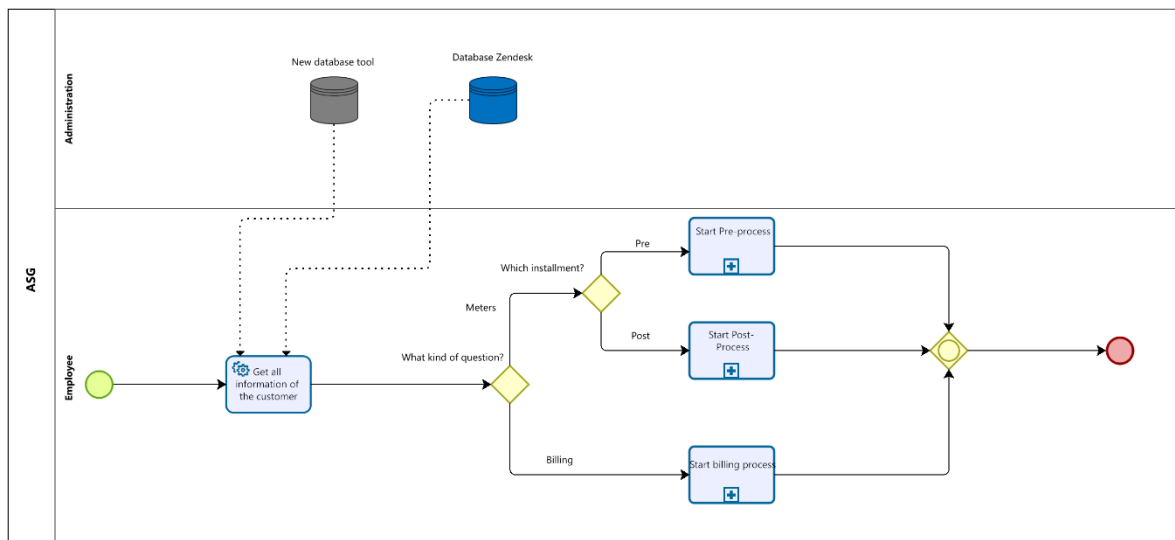 ASG
Administration
New database tool
Database Zendesk
Employee
Get all
information of
the customer
What kind of question?
Meters
Billing
Which installment?
Pre
Post
Start Pre-process
Start Post-
Process
Start billing process